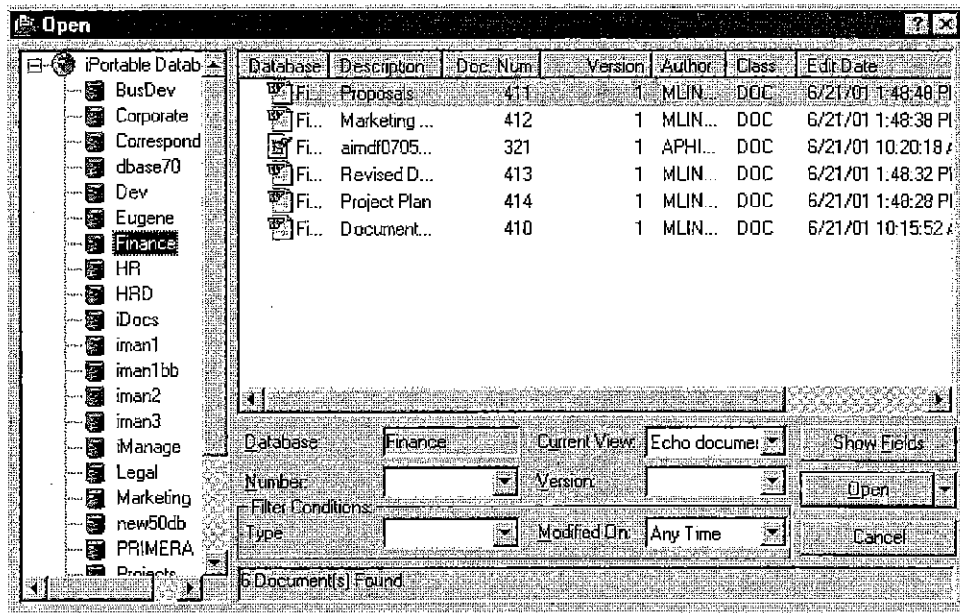 Open
iPortable Datab
BusDev
Corporate
Correspond
dbase70
Dev
Eugene
Finance
HR
HRD
iDocs
iman1
iman1bb
iman2
iman3
iManage
Legal
Marketing
new50db
PRIMERA
Projects
Database Description Doc. Num Version Author Class Edit Date
Fi... Proposals 411 1 MLIN... DOC 6/21/01 1:48:48 PM
Fi... Marketing ... 412 1 MLIN... DOC 6/21/01 1:48:38 PM
Fi... aimdf0705... 321 1 APHI... DOC 6/21/01 10:20:18 A
Fi... Revised D... 413 1 MLIN... DOC 6/21/01 1:48:32 PM
Fi... Project Plan 414 1 MLIN... DOC 6/21/01 1:48:28 PM
Fi... Document... 410 1 MLIN... DOC 6/21/01 10:15:52 A
Database Finance Current View: Echo documen Show Fields
Number: Version: Open
Filter Conditions:
Type Modified On: Any Time Cancel
6 Document(s) Found